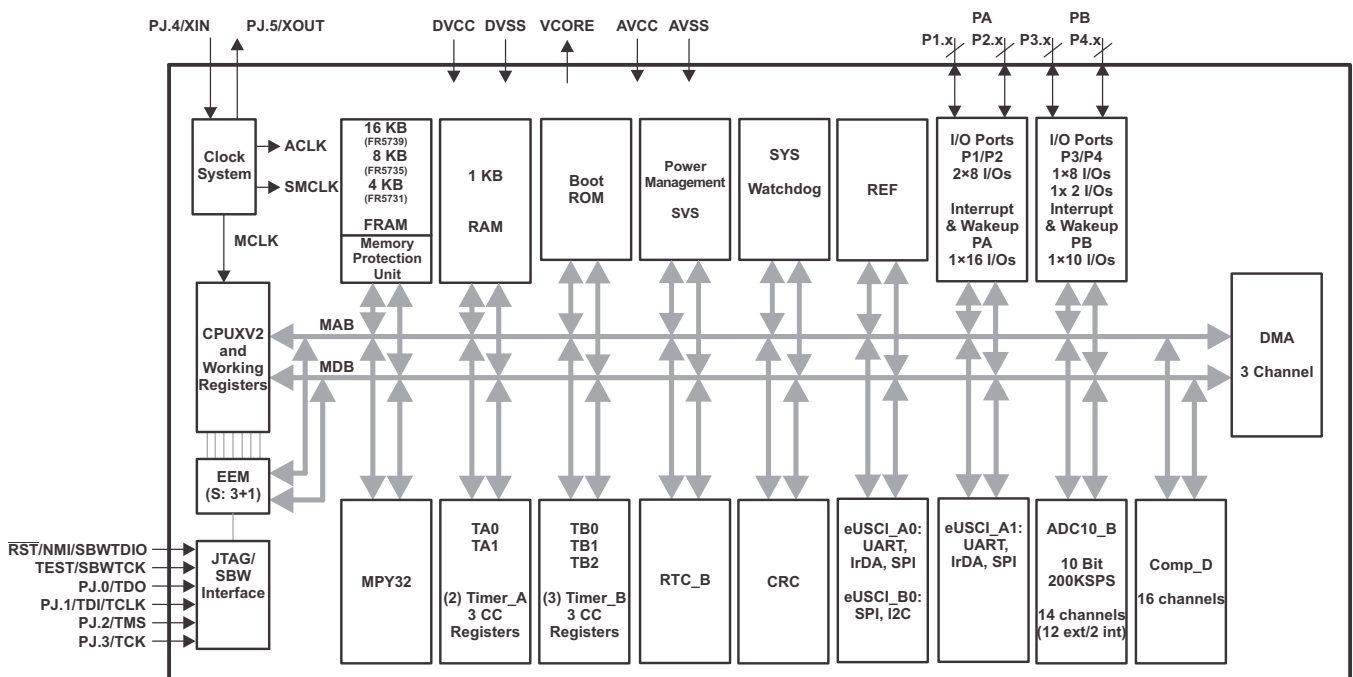 PJ.4/XIN
PJ.5/XOUT
DVCC
DVSS
VCORE
AVCC
AVSS
PA
P1.x
P2.x
PB
P3.x
P4.x
Clock
System
ACLK
SMCLK
MCLK
16 KB
(FR5739)
8 KB
(FR5735)
4 KB
(FR5731)
FRAM
Memory
Protection
Unit
1 KB
RAM
Boot
ROM
Power
Management
SVS
SYS
Watchdog
REF
I/O Ports
P1/P2
2×8 I/Os
Interrupt
& Wakeup
PA
1×16 I/Os
I/O Ports
P3/P4
1×8 I/Os
1x 2 I/Os
Interrupt
& Wakeup
PB
1×10 I/Os
CPUXV2
and
Working
Registers
MAB
MDB
DMA
3 Channel
EEM
(S: 3+1)
RST/NMI/SBWTDIO
TEST/SBWTCK
PJ.0/TDO
PJ.1/TDI/TCLK
PJ.2/TMS
PJ.3/TCK
JTAG/
SBW
Interface
MPY32
TA0
TA1
(2) Timer_A
3 CC
Registers
TB0
TB1
TB2
(3) Timer_B
3 CC
Registers
RTC_B
CRC
eUSCI_A0:
UART,
IrDA, SPI
eUSCI_B0:
SPI, I2C
eUSCI_A1:
UART,
IrDA, SPI
ADC10_B
10 Bit
200KSPS
14 channels
(12 ext/2 int)
Comp_D
16 channels